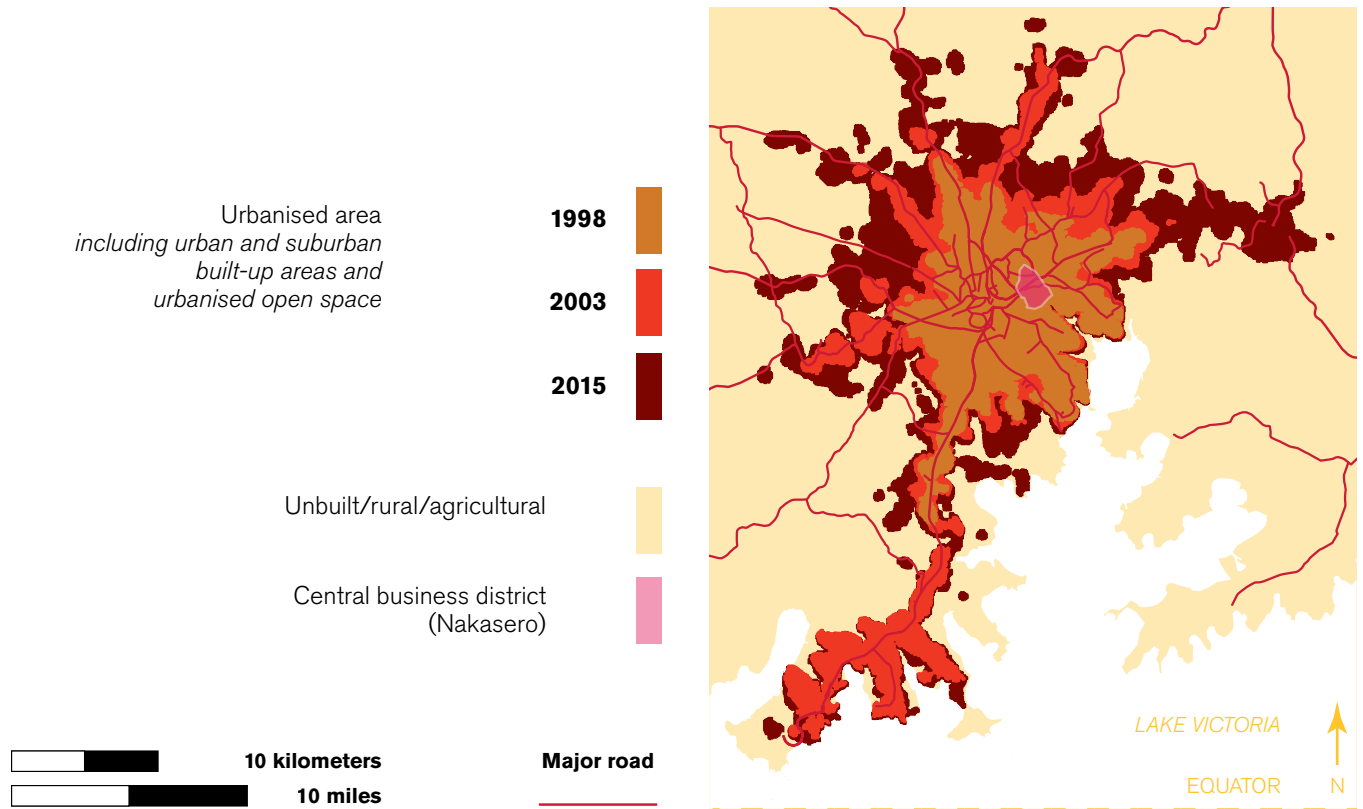 Urbanised area
including urban and suburban
built-up areas and
urbanised open space
1998
2003
2015
Unbuilt/rural/agricultural
Central business district
(Nakasero)
10 kilometers
10 miles
Major road
LAKE VICTORIA
EQUATOR
N